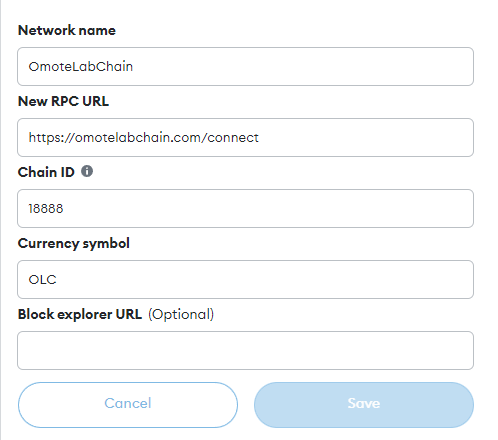 Network name
OmoteLabChain
New RPC URL
https://omotelabchain.com/connect
Chain ID
18888
Currency symbol
OLC
Block explorer URL (Optional)
Cancel Save